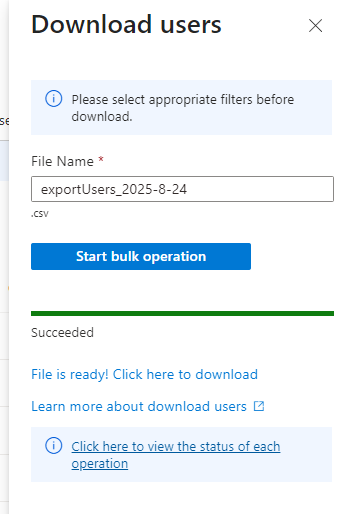 Download users
se
Please select appropriate filters before
download.
File Name *
exportUsers_2025-8-24
.csv
Start bulk operation
Succeeded
File is ready! Click here to download
Learn more about download users
Click here to view the status of each
operation